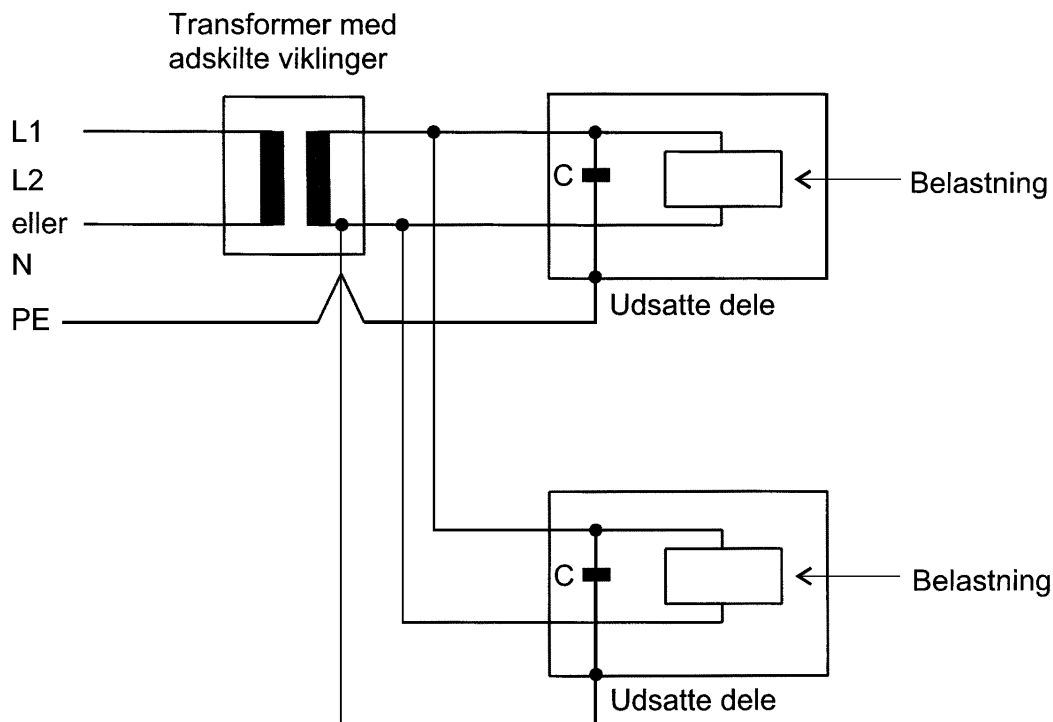 Transformer med
adskilte viklinger
L1
L2
eller
N
PE
C
Belastning
Udsatte dele
C
Belastning
Udsatte dele